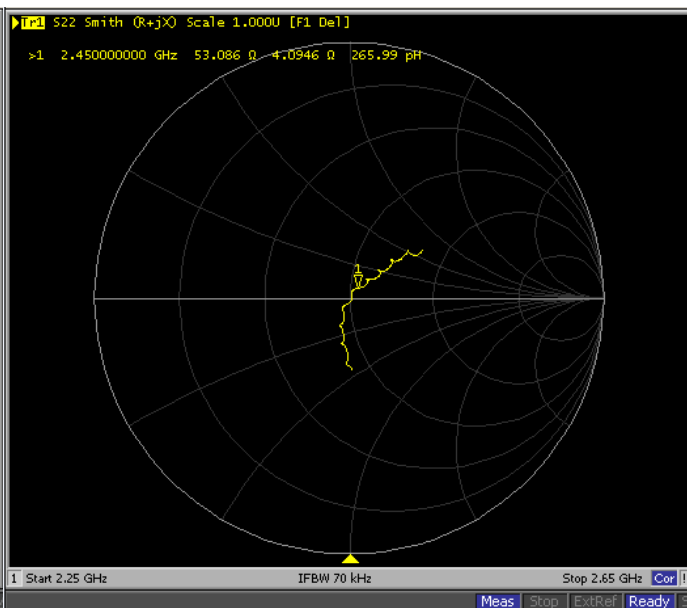 Tr1 S22 Smith (R+jX) Scale 1.000U [F1 Del]
>1 2.450000000 GHz 53.086 Ω 4.0946 Ω 265.99 pH
1
1 Start 2.25 GHz IFBW 70 kHz Stop 2.65 GHz Cor !
Meas Stop ExtRef Ready